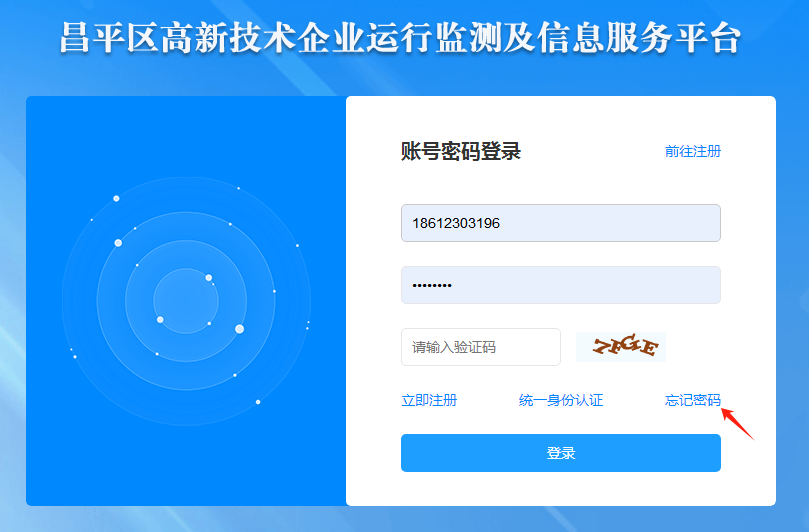 昌平区高新技术企业运行监测及信息服务平台
账号密码登录 前往注册
18612303196
••••••••
请输入验证码 ZFGE
立即注册 统一身份认证 忘记密码
登录